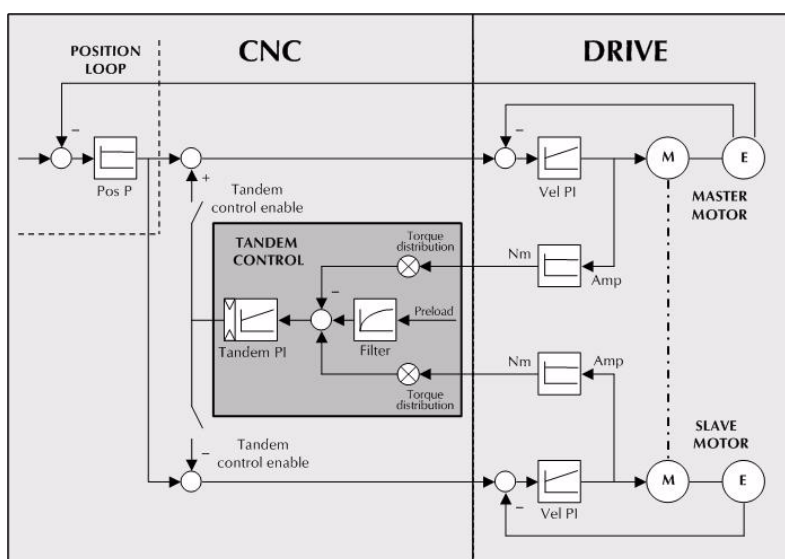 POSITION
LOOP
CNC
DRIVE
−
−
Pos P
+
Tandem
control enable
Vel PI
M
E
MASTER
MOTOR
TANDEM
CONTROL
Torque
distribution
−
Nm
Amp
Preload
Tandem PI
Filter
Nm
Amp
Torque
distribution
−
Tandem
control enable
SLAVE
MOTOR
M
E
−
Vel PI